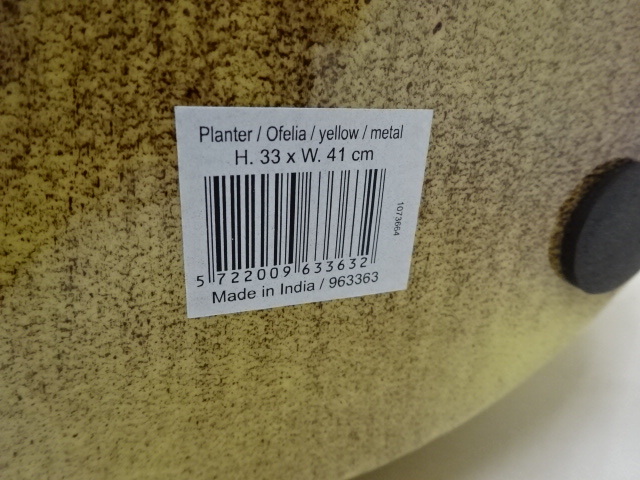 Planter / Ofelia / yellow / metal
H. 33 x W. 41 cm
1073664
5 722009 633632
Made in India / 963363